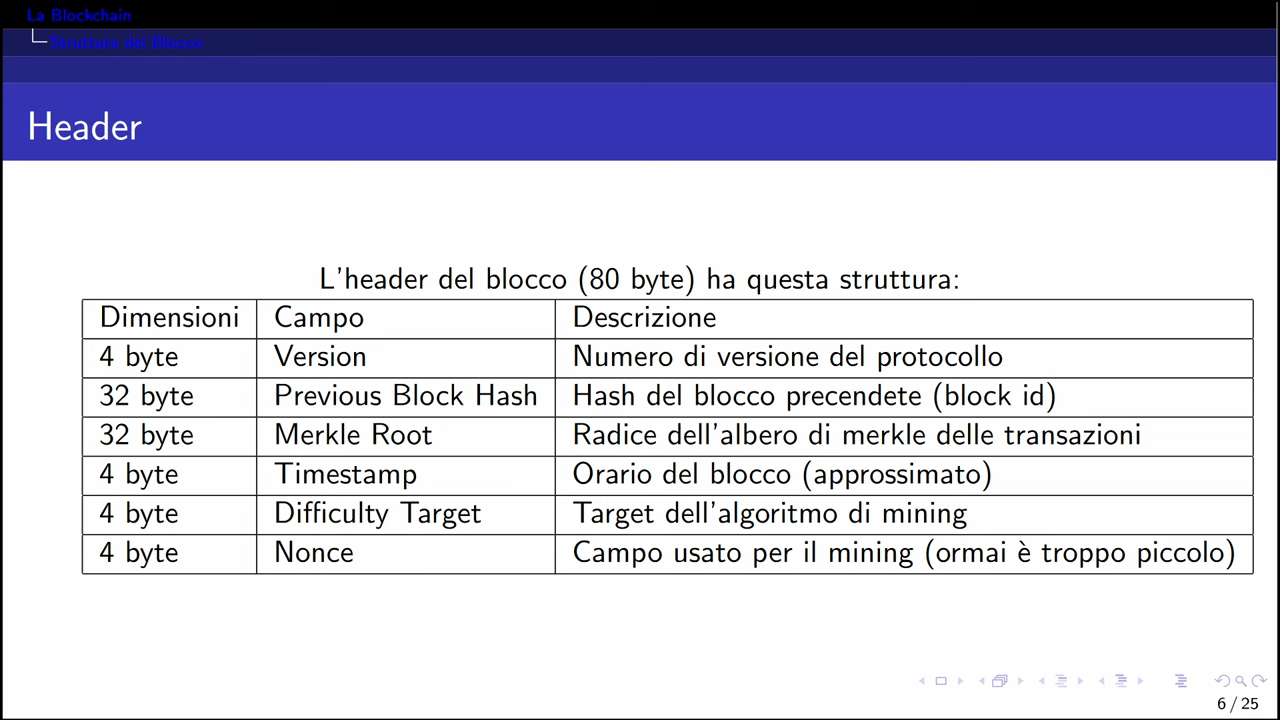 La Blockchain
Struttura del Blocco
Header
L'header del blocco (80 byte) ha questa struttura:
Dimensioni Campo Descrizione
4 byte Version Numero di versione del protocollo
32 byte Previous Block Hash Hash del blocco precendete (block id)
32 byte Merkle Root Radice dell'albero di merkle delle transazioni
4 byte Timestamp Orario del blocco (approssimato)
4 byte Difficulty Target Target dell'algoritmo di mining
4 byte Nonce Campo usato per il mining (ormai è troppo piccolo)
6 / 25